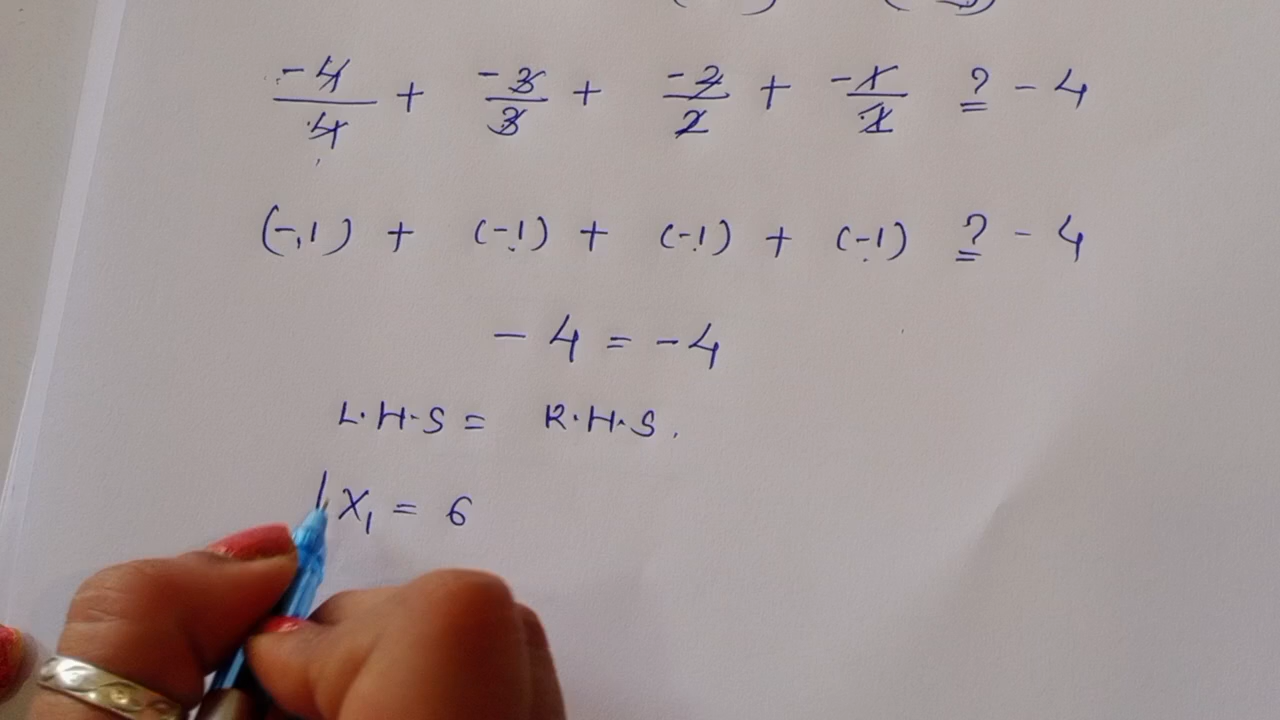 -4/4 + -3/3 + -2/2 + -1/1 ? -4
(-1) + (-1) + (-1) + (-1) ? -4
-4 = -4
L.H.S = R.H.S.
X₁ = 6